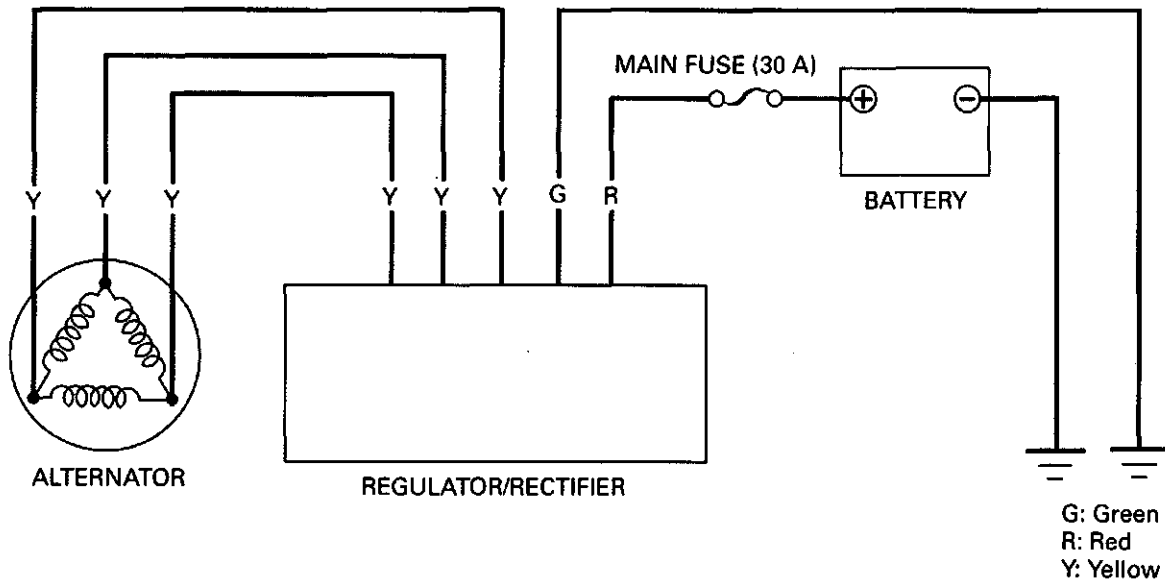 MAIN FUSE (30 A)
+
-
BATTERY
Y Y Y Y Y Y G R
ALTERNATOR
REGULATOR/RECTIFIER
G: Green
R: Red
Y: Yellow